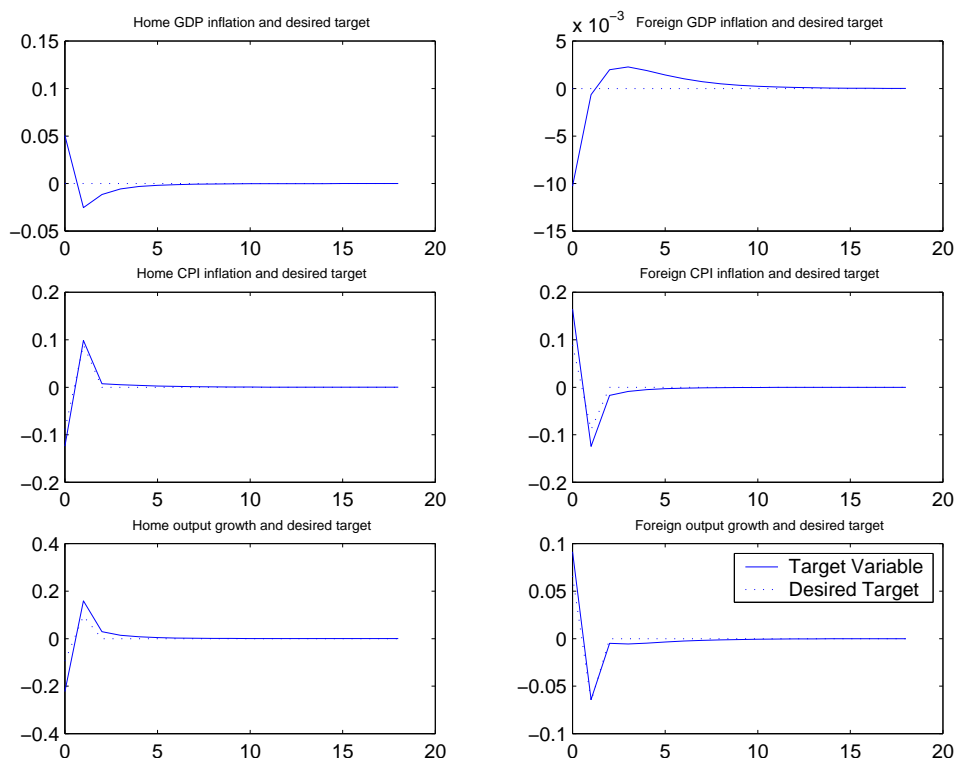 Home GDP inflation and desired target
0.15
0.1
0.05
0
−0.05
0 5 10 15 20
Foreign GDP inflation and desired target
x 10−3
5
0
−5
−10
−15
0 5 10 15 20
Home CPI inflation and desired target
0.2
0.1
0
−0.1
−0.2
0 5 10 15 20
Foreign CPI inflation and desired target
0.2
0.1
0
−0.1
−0.2
0 5 10 15 20
Home output growth and desired target
0.4
0.2
0
−0.2
−0.4
0 5 10 15 20
Foreign output growth and desired target
0.1
0.05
0
−0.05
−0.1
0 5 10 15 20
Target Variable
Desired Target